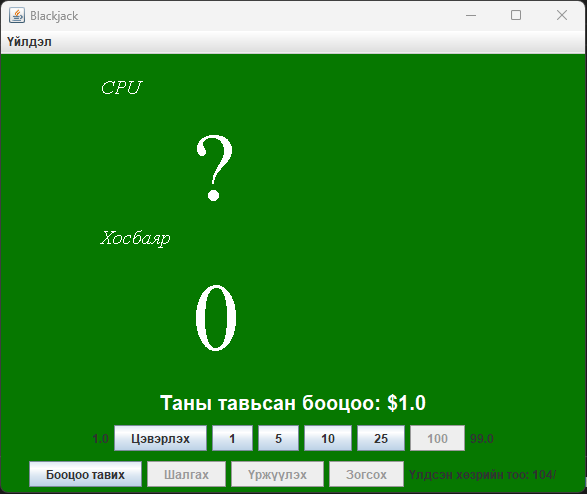 Blackjack
Үйлдэл
CPU
?
Хосбаяр
0
Таны тавьсан бооцоо: $1.0
1.0 Цэвэрлэх 1 5 10 25 100 99.0
Бооцоо тавих Шалгах Үржүүлэх Зогсох Үлдсэн хөзрийн тоо: 104/